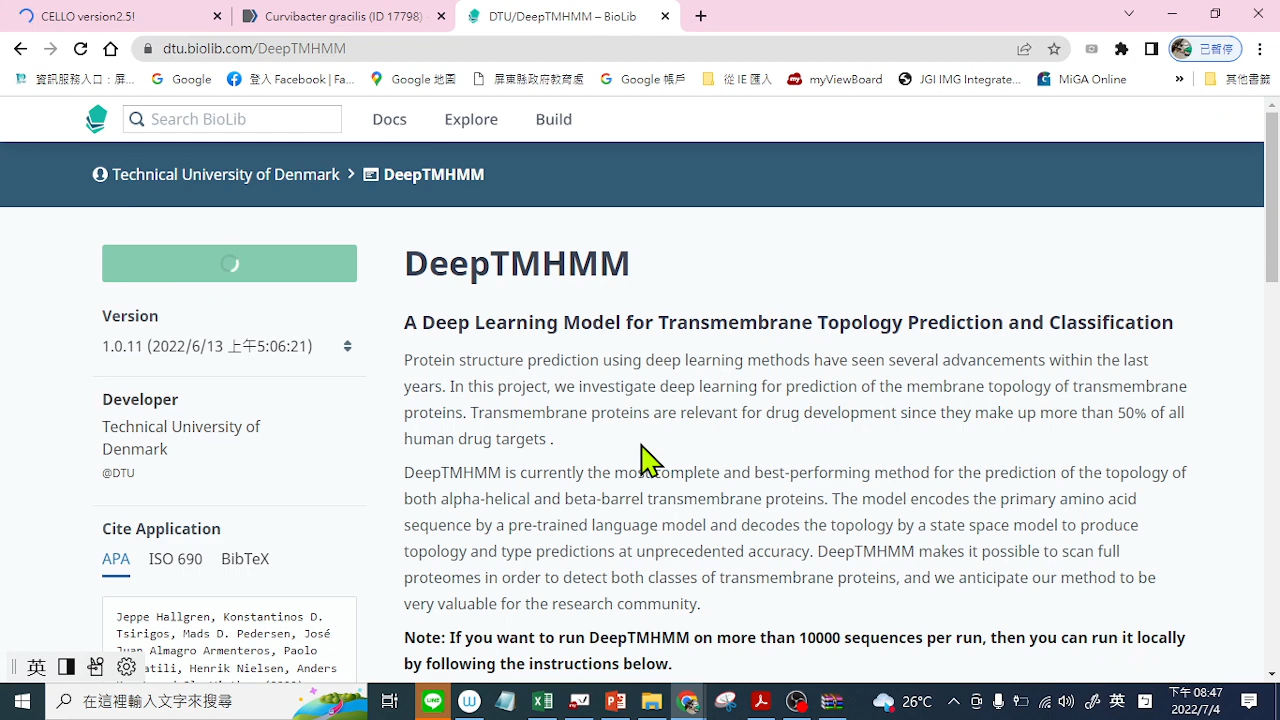 CELLO version2.5!
Curvibacter gracilis (ID 17798) -
DTU/DeepTMHMM – BioLib
dtu.biolib.com/DeepTMHMM
已暫停
資訊服務入口：屏...
Google
登入 Facebook | Fa...
Google 地圖
屏東縣政府教育處
Google 帳戶
從 IE 匯入
myViewBoard
JGI IMG Integrate...
MiGA Online
»
其他書籤
Search BioLib
Docs
Explore
Build
Technical University of Denmark > DeepTMHMM
DeepTMHMM
Version
1.0.11 (2022/6/13 上午5:06:21)
Developer
Technical University of
Denmark
@DTU
Cite Application
APA
ISO 690
BibTeX
Jeppe Hallgren, Konstantinos D.
Tsirigos, Mads D. Pedersen, José
Juan Almagro Armenteros, Paolo
Henrik Nielsen, Anders
A Deep Learning Model for Transmembrane Topology Prediction and Classification
Protein structure prediction using deep learning methods have seen several advancements within the last
years. In this project, we investigate deep learning for prediction of the membrane topology of transmembrane
proteins. Transmembrane proteins are relevant for drug development since they make up more than 50% of all
human drug targets .
DeepTMHMM is currently the most complete and best-performing method for the prediction of the topology of
both alpha-helical and beta-barrel transmembrane proteins. The model encodes the primary amino acid
sequence by a pre-trained language model and decodes the topology by a state space model to produce
topology and type predictions at unprecedented accuracy. DeepTMHMM makes it possible to scan full
proteomes in order to detect both classes of transmembrane proteins, and we anticipate our method to be
very valuable for the research community.
Note: If you want to run DeepTMHMM on more than 10000 sequences per run, then you can run it locally
by following the instructions below.
英
在這裡輸入文字來搜尋
LINE
26°C
英
下午 08:47
2022/7/4